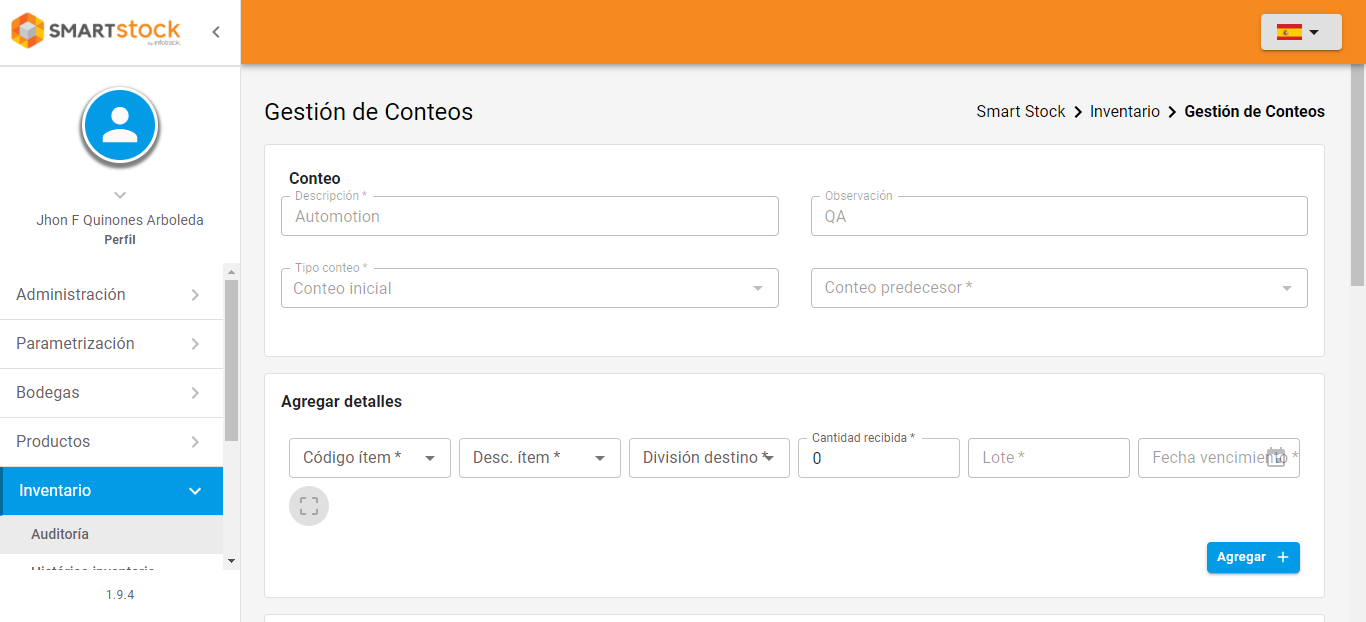 SMARTstock
by infotrack.
Jhon F Quinones Arboleda
Perfil
Administración
Parametrización
Bodegas
Productos
Inventario
Auditoría
Histórico inventario
1.9.4
Gestión de Conteos
Smart Stock > Inventario > Gestión de Conteos
Conteo
Descripción *
Automotion
Observación
QA
Tipo conteo *
Conteo inicial
Conteo predecesor *
Agregar detalles
Código ítem *
Desc. ítem *
División destino *
Cantidad recibida *
0
Lote *
Fecha vencimiento *
Agregar +